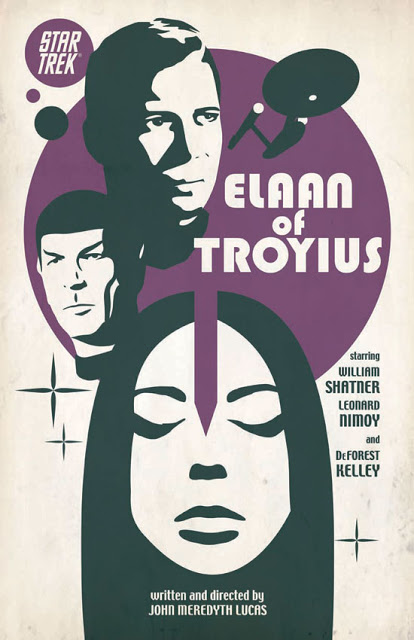 STAR
TREK®
ELAAN
of
TROYIUS
starring
WILLIAM
SHATNER
LEONARD
NIMOY
and
DeFOREST
KELLEY
written and directed by
JOHN MEREDYTH LUCAS